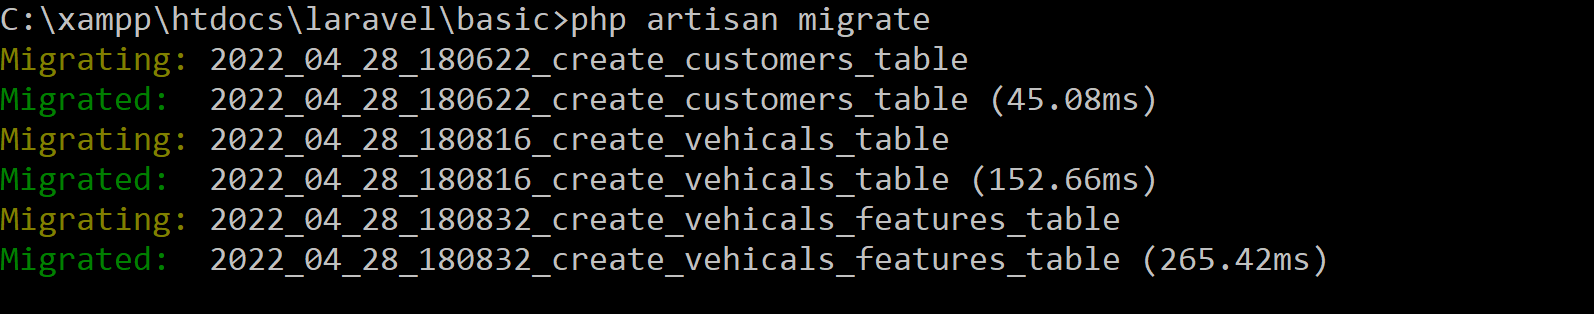 C:\xampp\htdocs\laravel\basic>php artisan migrate
Migrating: 2022_04_28_180622_create_customers_table
Migrated:  2022_04_28_180622_create_customers_table (45.08ms)
Migrating: 2022_04_28_180816_create_vehicals_table
Migrated:  2022_04_28_180816_create_vehicals_table (152.66ms)
Migrating: 2022_04_28_180832_create_vehicals_features_table
Migrated:  2022_04_28_180832_create_vehicals_features_table (265.42ms)